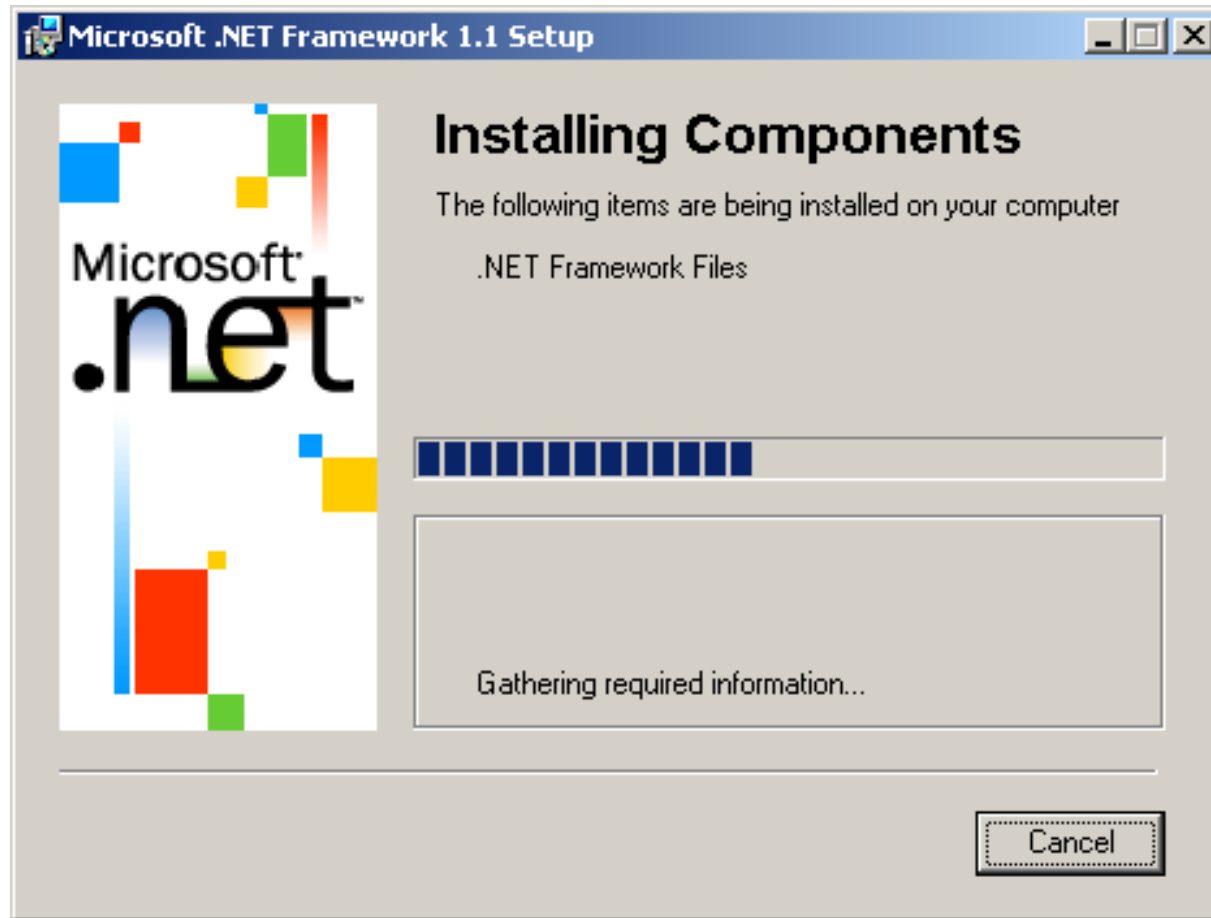 Microsoft .NET Framework 1.1 Setup
Microsoft
.net™
Installing Components
The following items are being installed on your computer
.NET Framework Files
Gathering required information...
Cancel